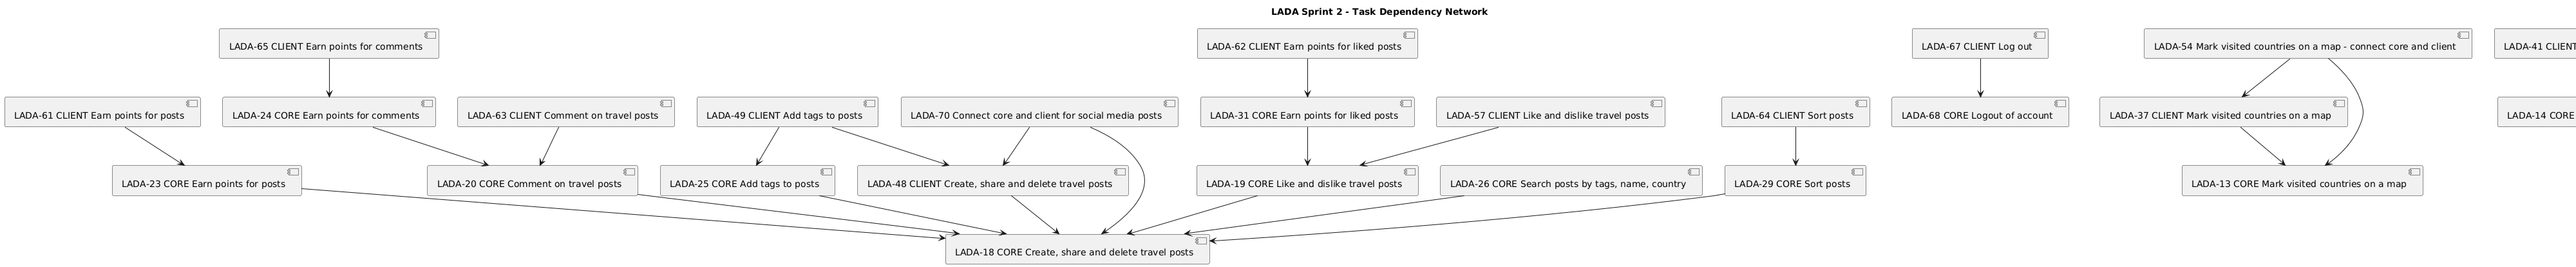 LADA Sprint 2 - Task Dependency Network
LADA-65 CLIENT Earn points for comments
LADA-62 CLIENT Earn points for liked posts
LADA-67 CLIENT Log out
LADA-54 Mark visited countries on a map - connect core and client
LADA-41 CLIENT
LADA-61 CLIENT Earn points for posts
LADA-24 CORE Earn points for comments
LADA-63 CLIENT Comment on travel posts
LADA-49 CLIENT Add tags to posts
LADA-70 Connect core and client for social media posts
LADA-31 CORE Earn points for liked posts
LADA-57 CLIENT Like and dislike travel posts
LADA-64 CLIENT Sort posts
LADA-68 CORE Logout of account
LADA-37 CLIENT Mark visited countries on a map
LADA-14 CORE
LADA-23 CORE Earn points for posts
LADA-20 CORE Comment on travel posts
LADA-25 CORE Add tags to posts
LADA-48 CLIENT Create, share and delete travel posts
LADA-19 CORE Like and dislike travel posts
LADA-26 CORE Search posts by tags, name, country
LADA-29 CORE Sort posts
LADA-13 CORE Mark visited countries on a map
LADA-18 CORE Create, share and delete travel posts